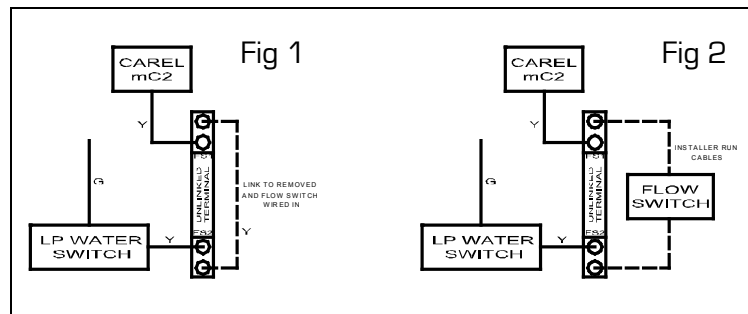 Fig 1
CAREL
mC2
Y
FS1
G
UNLINKED
TERMINAL
LINK TO REMOVED
AND FLOW SWITCH
WIRED IN
Y
FS2
LP WATER
SWITCH
Y
Fig 2
CAREL
mC2
Y
FS1
INSTALLER RUN
CABLES
G
UNLINKED
TERMINAL
FLOW
SWITCH
FS2
LP WATER
SWITCH
Y